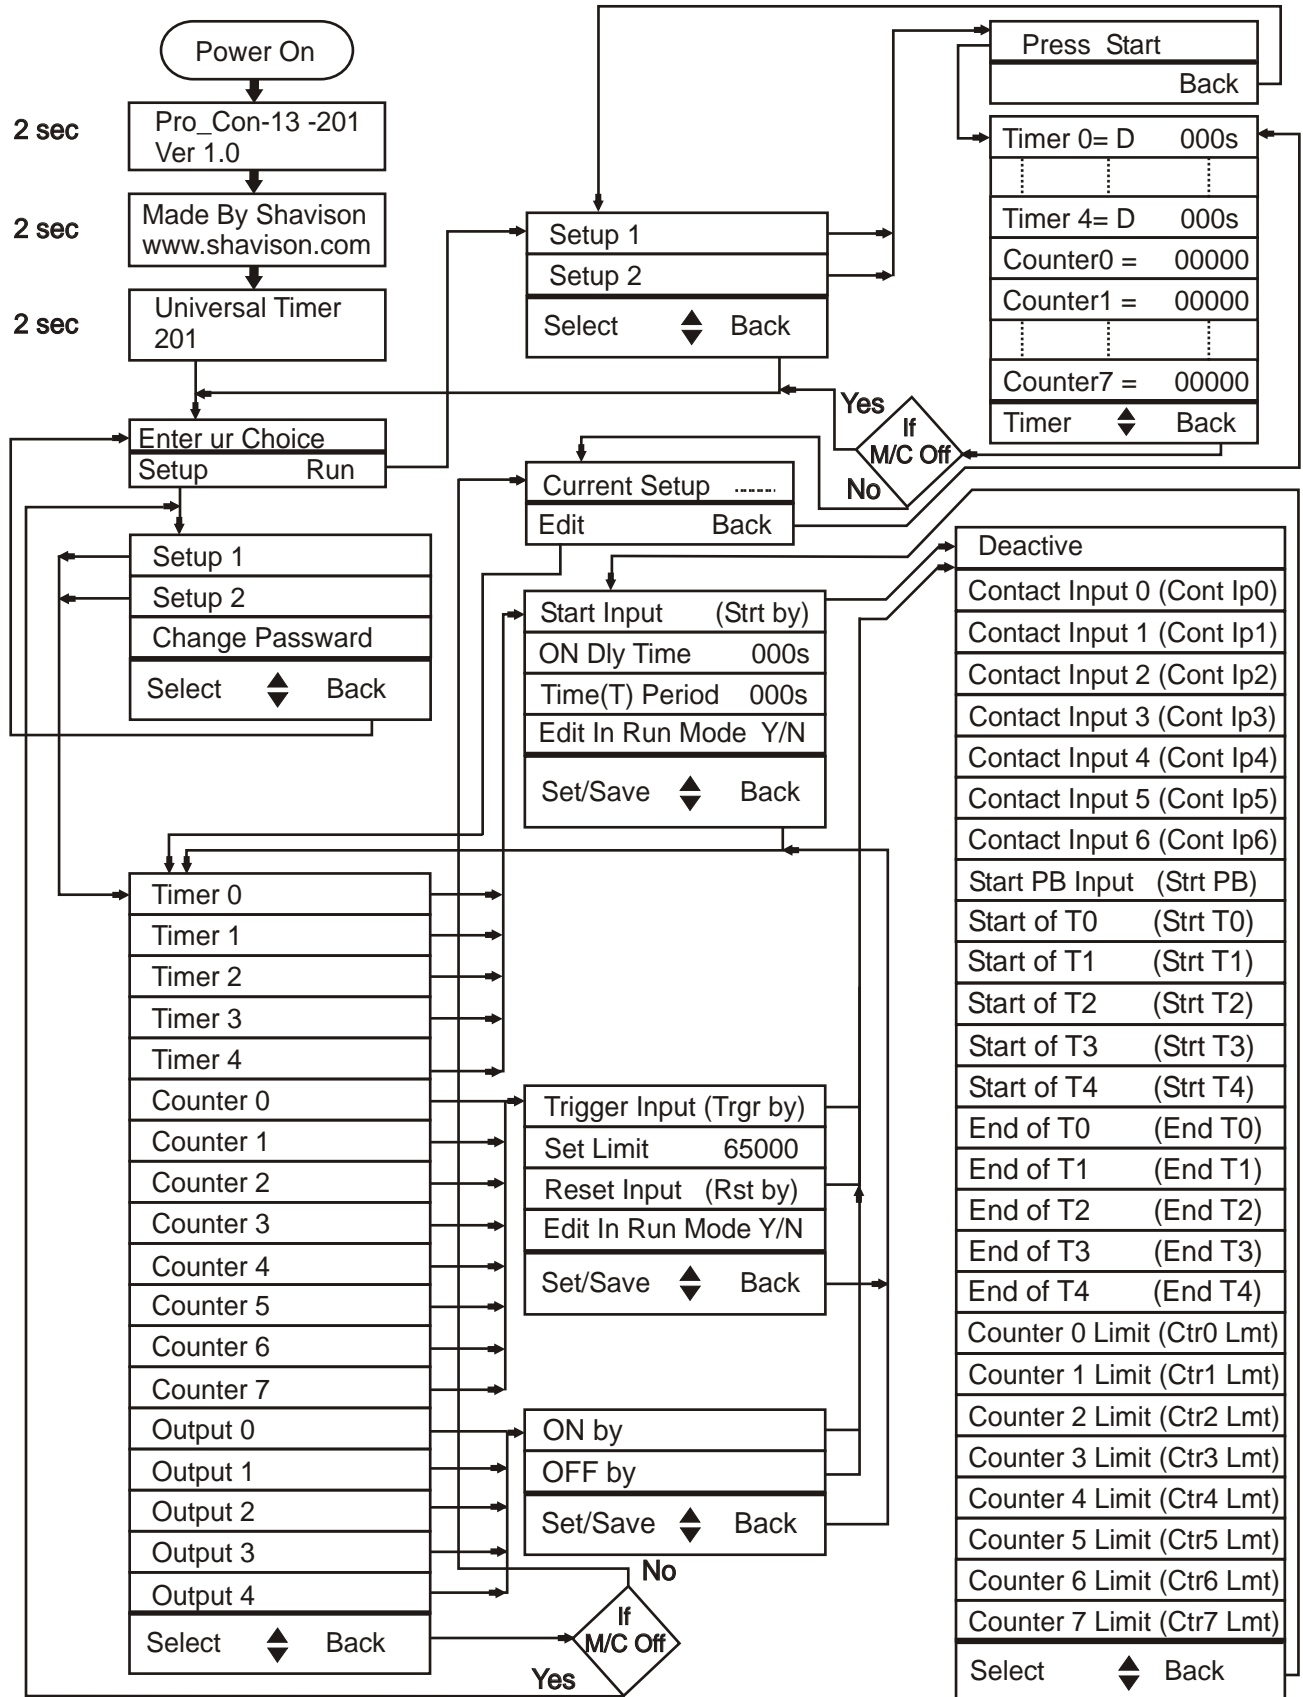 Power On
2 sec
Pro_Con-13 -201
Ver 1.0
2 sec
Made By Shavison
www.shavison.com
2 sec
Universal Timer
201
Enter ur Choice
Setup Run
Setup 1
Setup 2
Change Passward
Select Back
Setup 1
Setup 2
Select Back
Press Start
Back
Timer 0= D 000s
Timer 4= D 000s
Counter0 = 00000
Counter1 = 00000
Counter7 = 00000
Timer Back
Yes
If
M/C Off
No
Current Setup ........
Edit Back
Start Input (Strt by)
ON Dly Time 000s
Time(T) Period 000s
Edit In Run Mode Y/N
Set/Save Back
Timer 0
Timer 1
Timer 2
Timer 3
Timer 4
Counter 0
Counter 1
Counter 2
Counter 3
Counter 4
Counter 5
Counter 6
Counter 7
Output 0
Output 1
Output 2
Output 3
Output 4
Select Back
Trigger Input (Trgr by)
Set Limit 65000
Reset Input (Rst by)
Edit In Run Mode Y/N
Set/Save Back
ON by
OFF by
Set/Save Back
No
If
M/C Off
Yes
Deactive
Contact Input 0 (Cont Ip0)
Contact Input 1 (Cont Ip1)
Contact Input 2 (Cont Ip2)
Contact Input 3 (Cont Ip3)
Contact Input 4 (Cont Ip4)
Contact Input 5 (Cont Ip5)
Contact Input 6 (Cont Ip6)
Start PB Input (Strt PB)
Start of T0 (Strt T0)
Start of T1 (Strt T1)
Start of T2 (Strt T2)
Start of T3 (Strt T3)
Start of T4 (Strt T4)
End of T0 (End T0)
End of T1 (End T1)
End of T2 (End T2)
End of T3 (End T3)
End of T4 (End T4)
Counter 0 Limit (Ctr0 Lmt)
Counter 1 Limit (Ctr1 Lmt)
Counter 2 Limit (Ctr2 Lmt)
Counter 3 Limit (Ctr3 Lmt)
Counter 4 Limit (Ctr4 Lmt)
Counter 5 Limit (Ctr5 Lmt)
Counter 6 Limit (Ctr6 Lmt)
Counter 7 Limit (Ctr7 Lmt)
Select Back